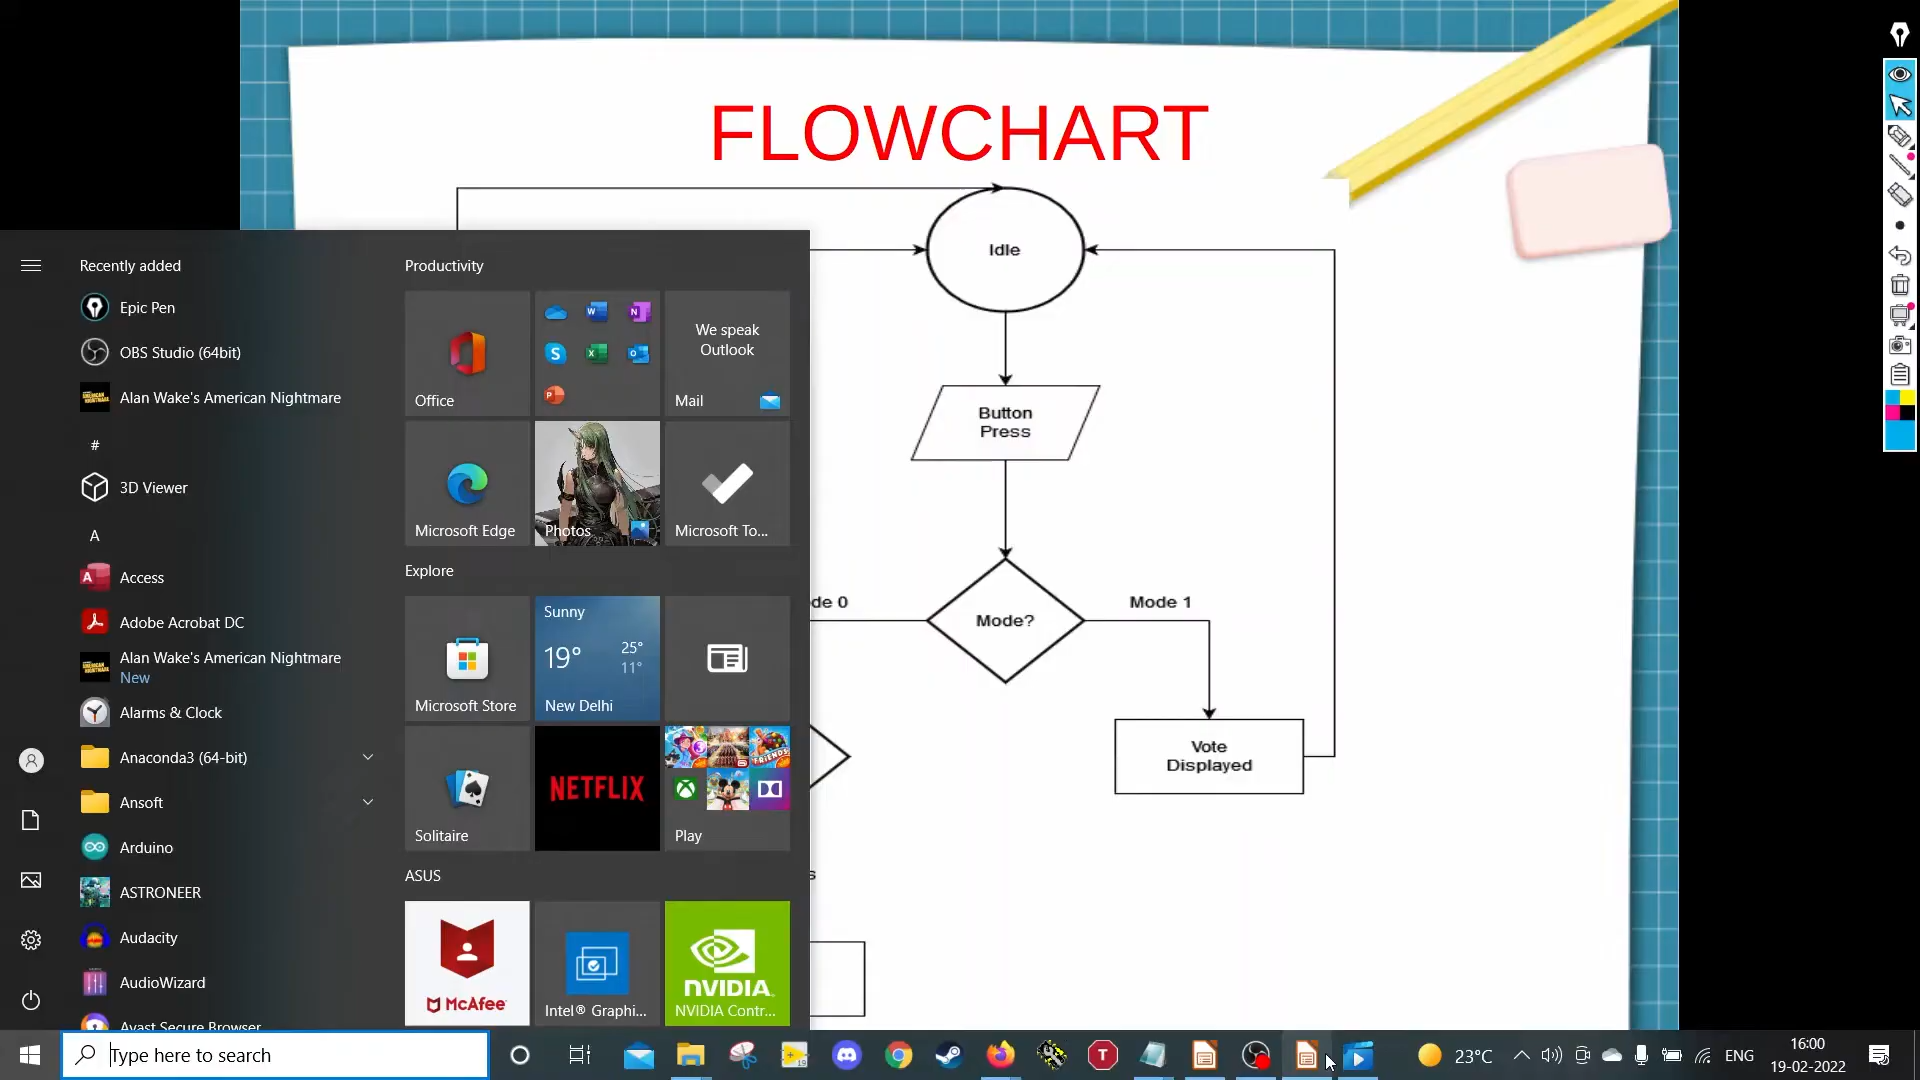 FLOWCHART
Idle
Button
Press
Mode?
de 0
Mode 1
Vote
Displayed
s
Recently added
Epic Pen
OBS Studio (64bit)
Alan Wake's American Nightmare
#
3D Viewer
A
Access
Adobe Acrobat DC
Alan Wake's American Nightmare
New
Alarms & Clock
Anaconda3 (64-bit)
Ansoft
Arduino
ASTRONEER
Audacity
AudioWizard
Avast Secure Browser
Productivity
Office
We speak
Outlook
Mail
Microsoft Edge
Photos
Microsoft To...
Explore
Microsoft Store
Sunny
19°
25°
11°
New Delhi
Solitaire
NETFLIX
Play
ASUS
McAfee
Intel® Graphi...
NVIDIA.
NVIDIA Contr...
Type here to search
23°C
ENG
16:00
19-02-2022